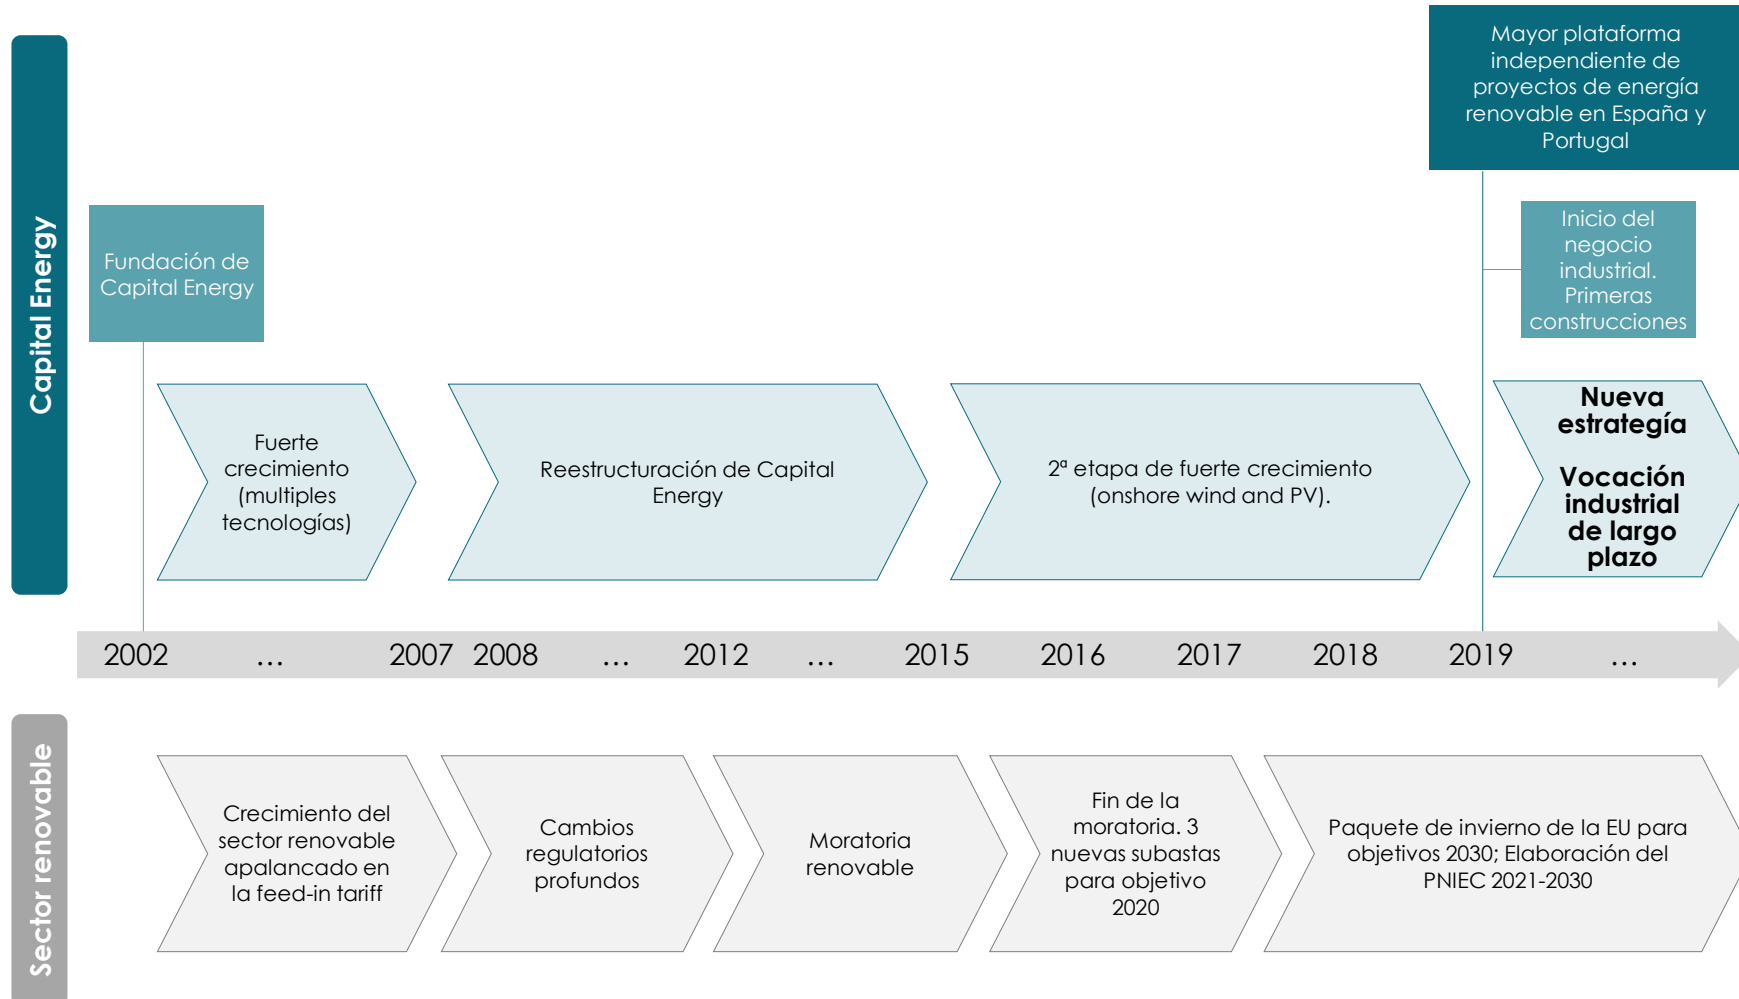 Mayor plataforma
independiente de
proyectos de energía
renovable en España y
Portugal
Capital Energy
Fundación de
Capital Energy
Inicio del
negocio
industrial.
Primeras
construcciones
Fuerte
crecimiento
(multiples
tecnologías)
Reestructuración de Capital
Energy
2ª etapa de fuerte crecimiento
(onshore wind and PV).
Nueva
estrategía
Vocación
industrial
de largo
plazo
2002 ... 2007 2008 ... 2012 ... 2015 2016 2017 2018 2019 ...
Sector renovable
Crecimiento del
sector renovable
apalancado en
la feed-in tariff
Cambios
regulatorios
profundos
Moratoria
renovable
Fin de la
moratoria. 3
nuevas subastas
para objetivo
2020
Paquete de invierno de la EU para
objetivos 2030; Elaboración del
PNIEC 2021-2030